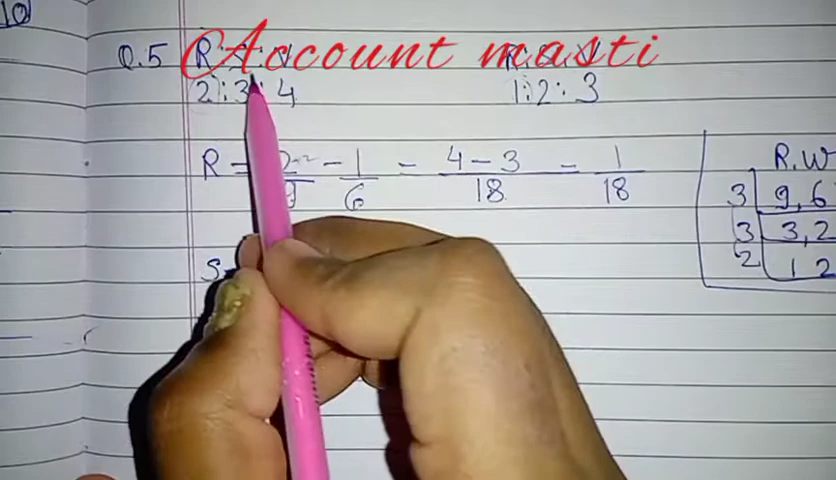 10
Account masti
Q.5 R
2 : 3 : 4 1 : 2 : 3
R = 2 - 1/6 = 4 - 3/18 = 1/18
S
R.W
3 9, 6
3 3, 2
2 1 2